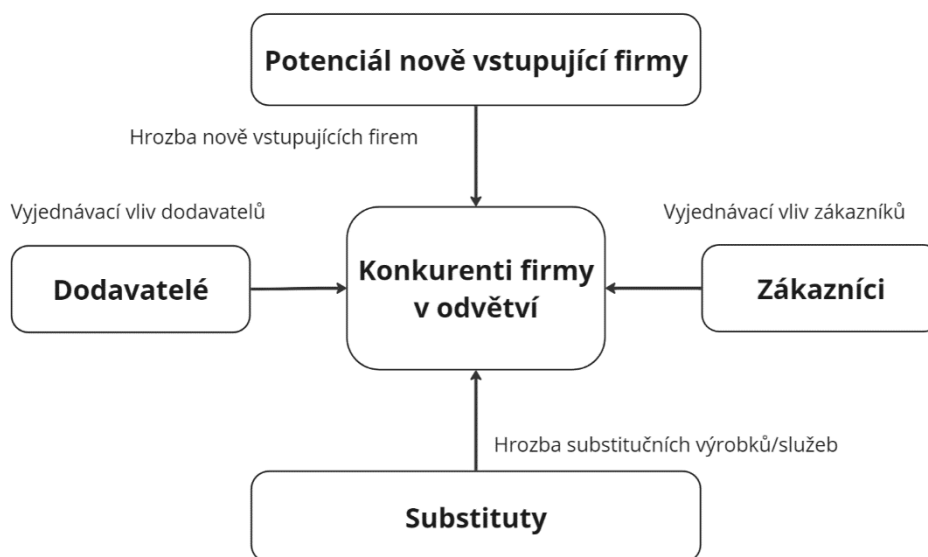 Potenciál nově vstupující firmy
Hrozba nově vstupujících firem
Vyjednávací vliv dodavatelů
Vyjednávací vliv zákazníků
Dodavatelé
Konkurenti firmy
v odvětví
Zákazníci
Hrozba substitučních výrobků/služeb
Substituty